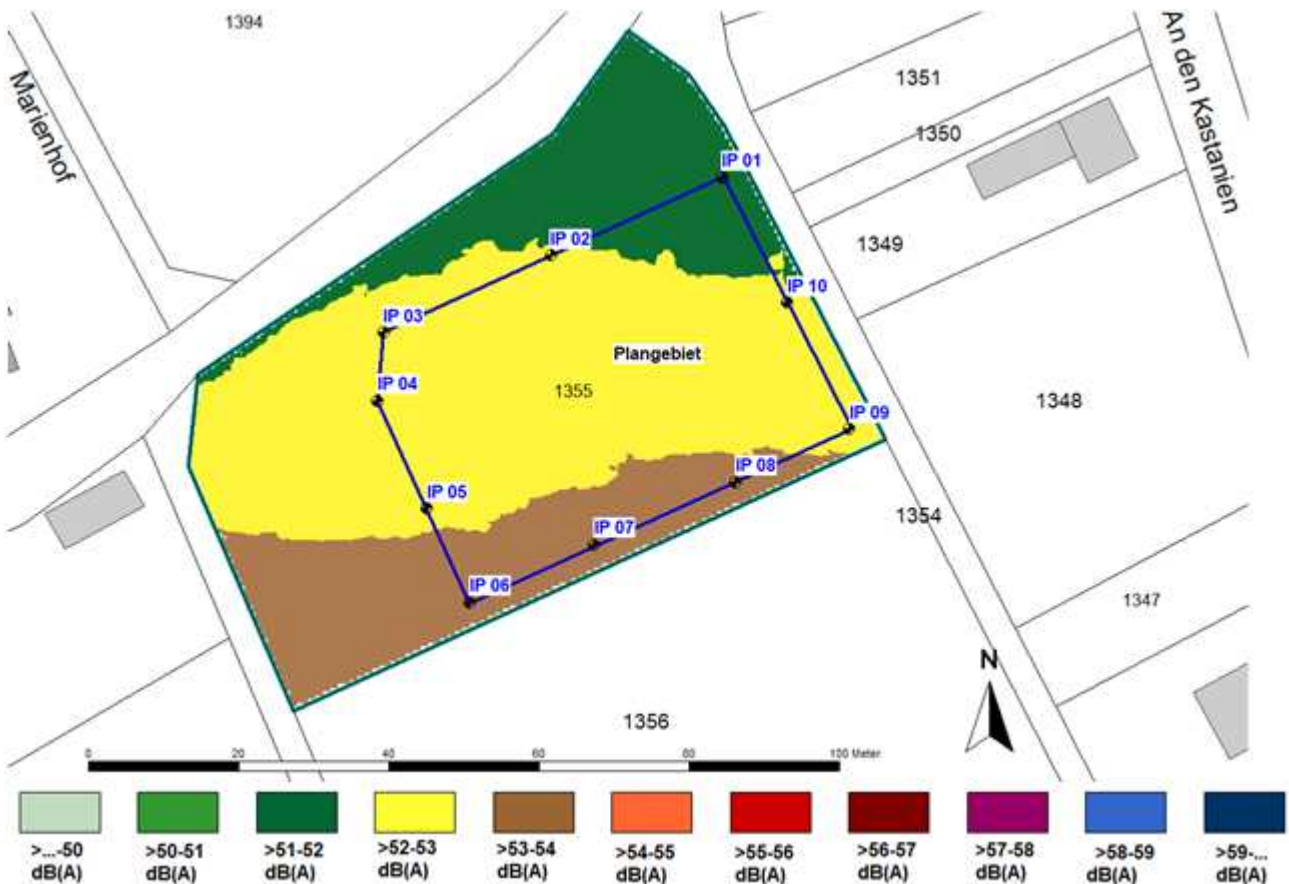 1394
Marienhof
1351
An den Kastanien
1350
IP 01
1349
IP 02
IP 10
IP 03
Plangebiet
IP 04
1355
1348
IP 09
IP 08
IP 05
IP 07
1354
IP 06
1347
N
1356
0 20 40 60 80 100 Meter
>...-50 dB(A)
>50-51 dB(A)
>51-52 dB(A)
>52-53 dB(A)
>53-54 dB(A)
>54-55 dB(A)
>55-56 dB(A)
>56-57 dB(A)
>57-58 dB(A)
>58-59 dB(A)
>59-... dB(A)